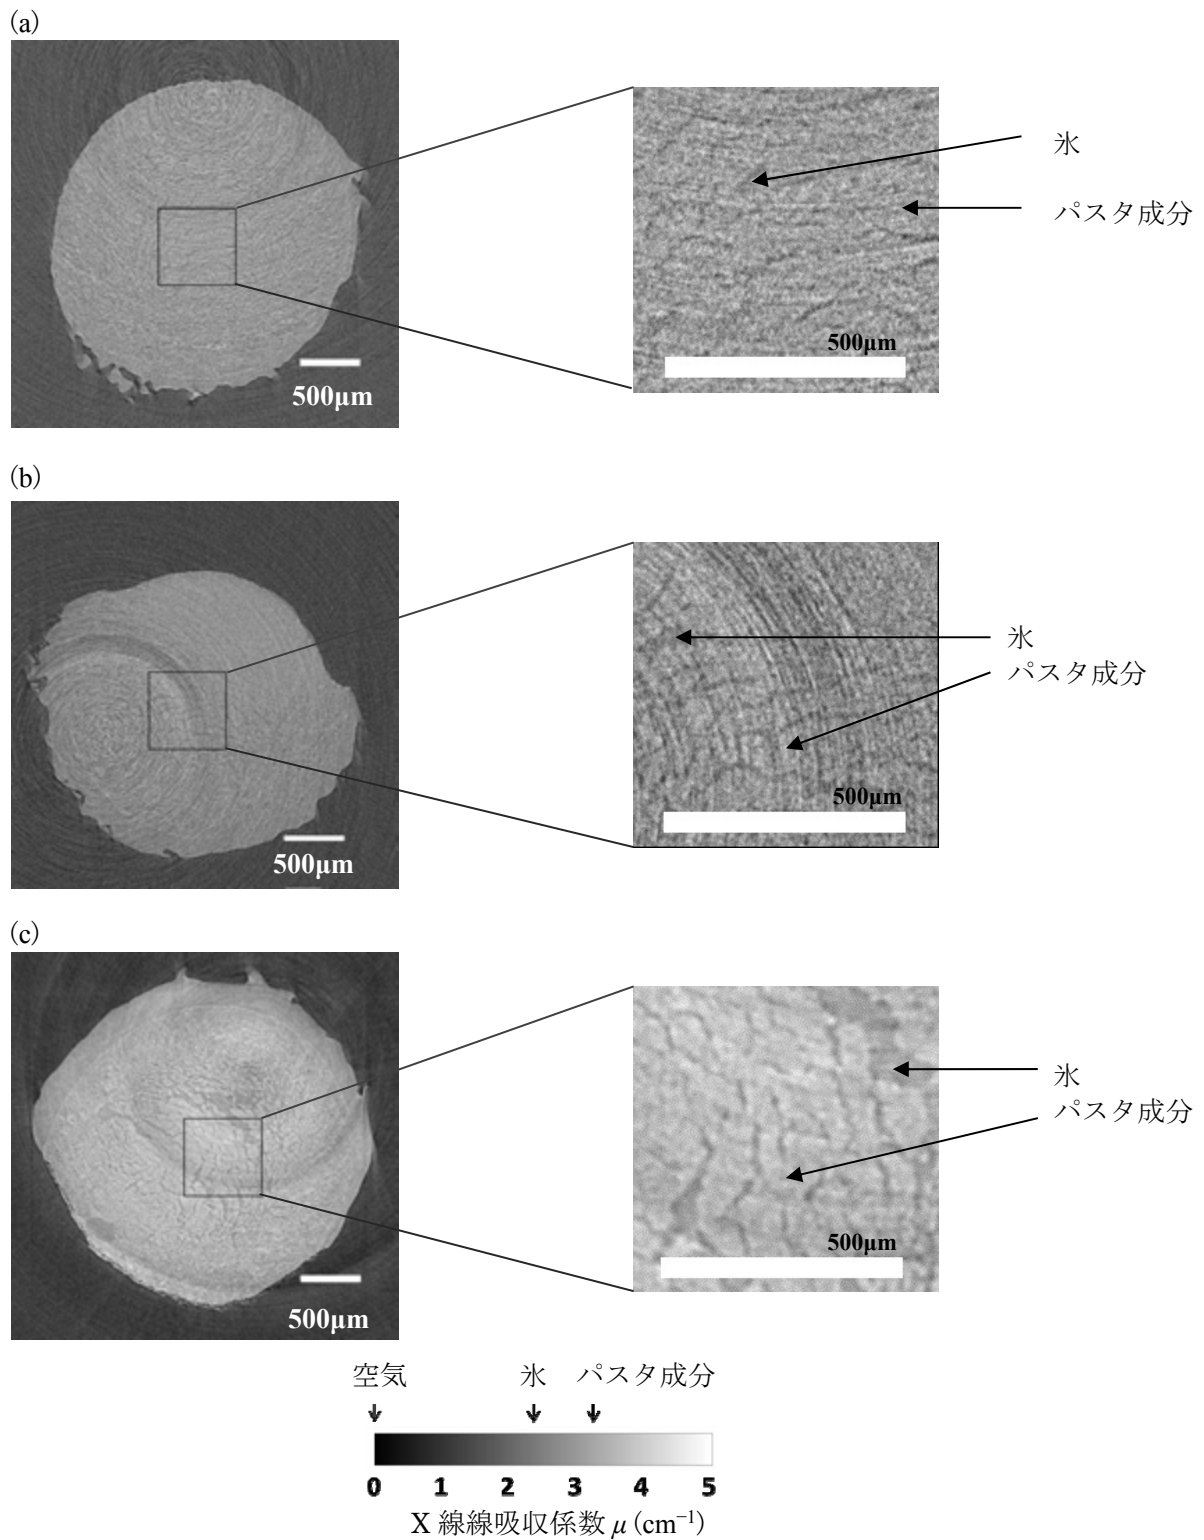 (a)
氷
パスタ成分
500μm
500μm
(b)
氷
パスタ成分
500μm
500μm
(c)
氷
パスタ成分
500μm
500μm
空気 氷 パスタ成分
0 1 2 3 4 5
X 線線吸収係数 μ (cm⁻¹)